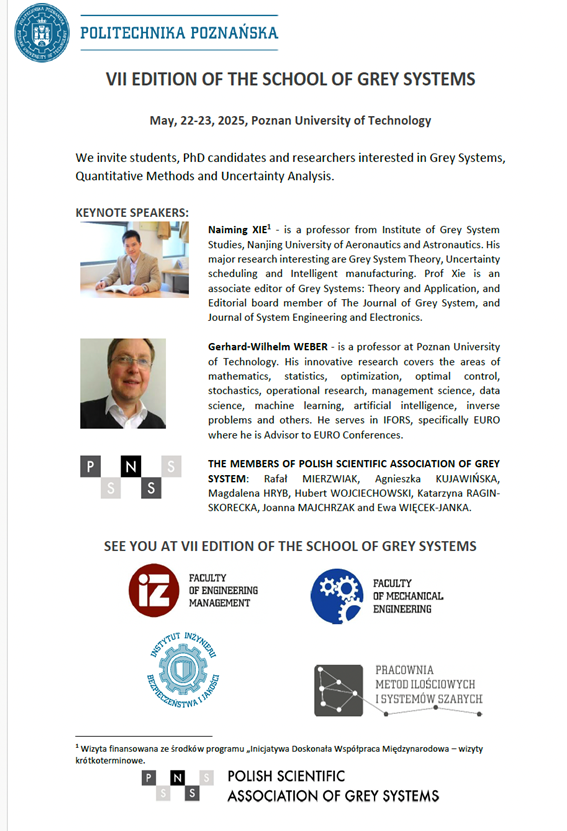 POLITECHNIKA POZNAŃSKA
VII EDITION OF THE SCHOOL OF GREY SYSTEMS
May, 22-23, 2025, Poznan University of Technology
We invite students, PhD candidates and researchers interested in Grey Systems,
Quantitative Methods and Uncertainty Analysis.
KEYNOTE SPEAKERS:
Naiming XIE¹ - is a professor from Institute of Grey System
Studies, Nanjing University of Aeronautics and Astronautics. His
major research interesting are Grey System Theory, Uncertainty
scheduling and Intelligent manufacturing. Prof Xie is an
associate editor of Grey Systems: Theory and Application, and
Editorial board member of The Journal of Grey System, and
Journal of System Engineering and Electronics.
Gerhard-Wilhelm WEBER - is a professor at Poznan University
of Technology. His innovative research covers the areas of
mathematics, statistics, optimization, optimal control,
stochastics, operational research, management science, data
science, machine learning, artificial intelligence, inverse
problems and others. He serves in IFORS, specifically EURO
where he is Advisor to EURO Conferences.
P N S
S S
THE MEMBERS OF POLISH SCIENTIFIC ASSOCIATION OF GREY
SYSTEM: Rafał MIERZWIAK, Agnieszka KUJAWIŃSKA,
Magdalena HRYB, Hubert WOJCIECHOWSKI, Katarzyna RAGIN-
SKORECKA, Joanna MAJCHRZAK and Ewa WIĘCEK-JANKA.
SEE YOU AT VII EDITION OF THE SCHOOL OF GREY SYSTEMS
iz
FACULTY
OF ENGINEERING
MANAGEMENT
FACULTY
OF MECHANICAL
ENGINEERING
INSTYTUT INŻYNIERII
BEZPIECZEŃSTWA I JAKOŚCI
PRACOWNIA
METOD ILOŚCIOWYCH
I SYSTEMÓW SZARYCH
¹ Wizyta finansowana ze środków programu „Inicjatywa Doskonała Współpraca Międzynarodowa – wizyty
krótkoterminowe.
P N S
S S
POLISH SCIENTIFIC
ASSOCIATION OF GREY SYSTEMS